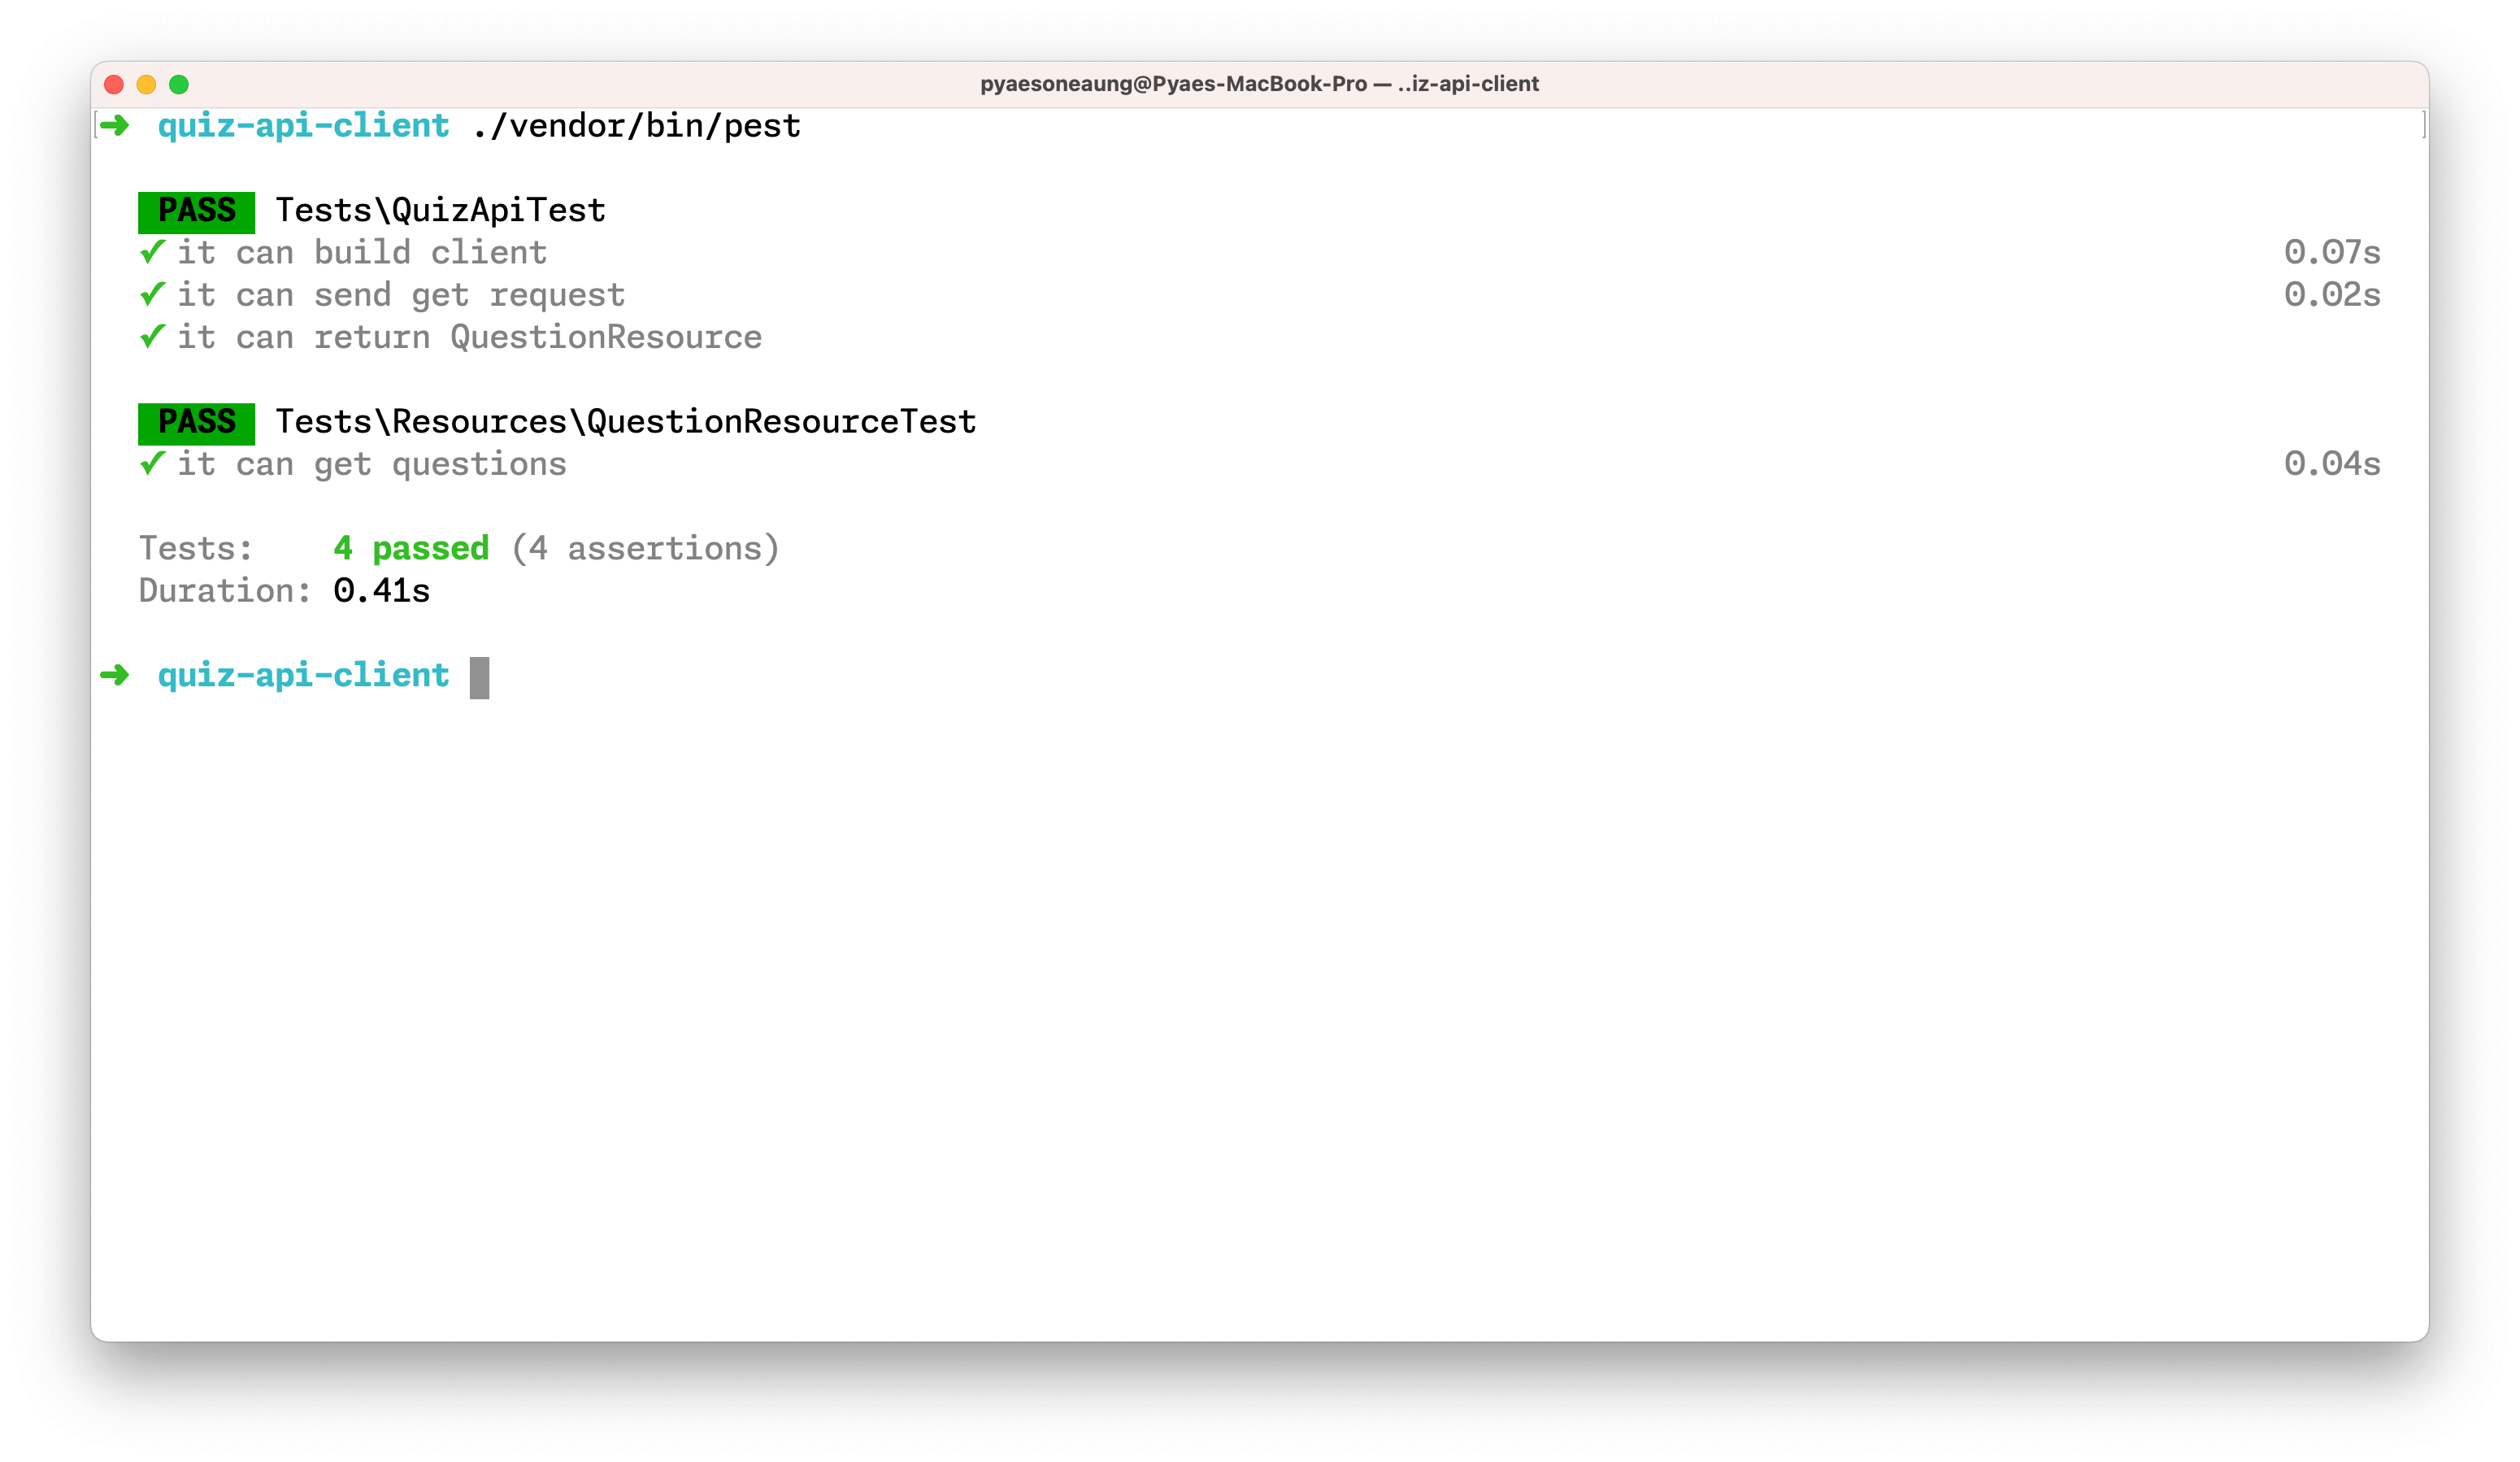 pyaesoneaung@Pyaes-MacBook-Pro — ..iz-api-client
[➜ quiz-api-client ./vendor/bin/pest ]
PASS Tests\QuizApiTest
✓ it can build client 0.07s
✓ it can send get request 0.02s
✓ it can return QuestionResource
PASS Tests\Resources\QuestionResourceTest
✓ it can get questions 0.04s
Tests: 4 passed (4 assertions)
Duration: 0.41s
➜ quiz-api-client